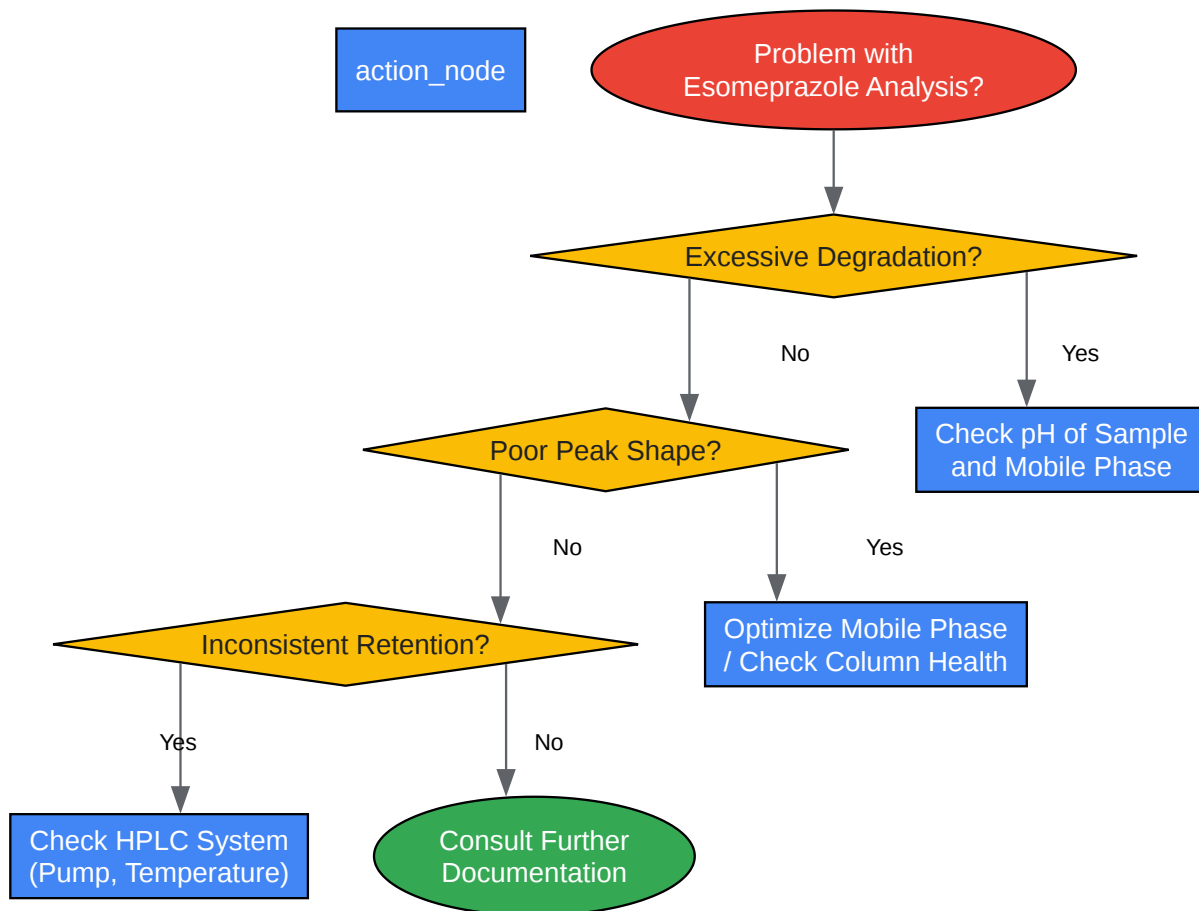 action_node
Problem with
Esomeprazole Analysis?
Excessive Degradation?
No
Yes
Check pH of Sample
and Mobile Phase
Poor Peak Shape?
No
Yes
Optimize Mobile Phase
/ Check Column Health
Inconsistent Retention?
Yes
No
Check HPLC System
(Pump, Temperature)
Consult Further
Documentation